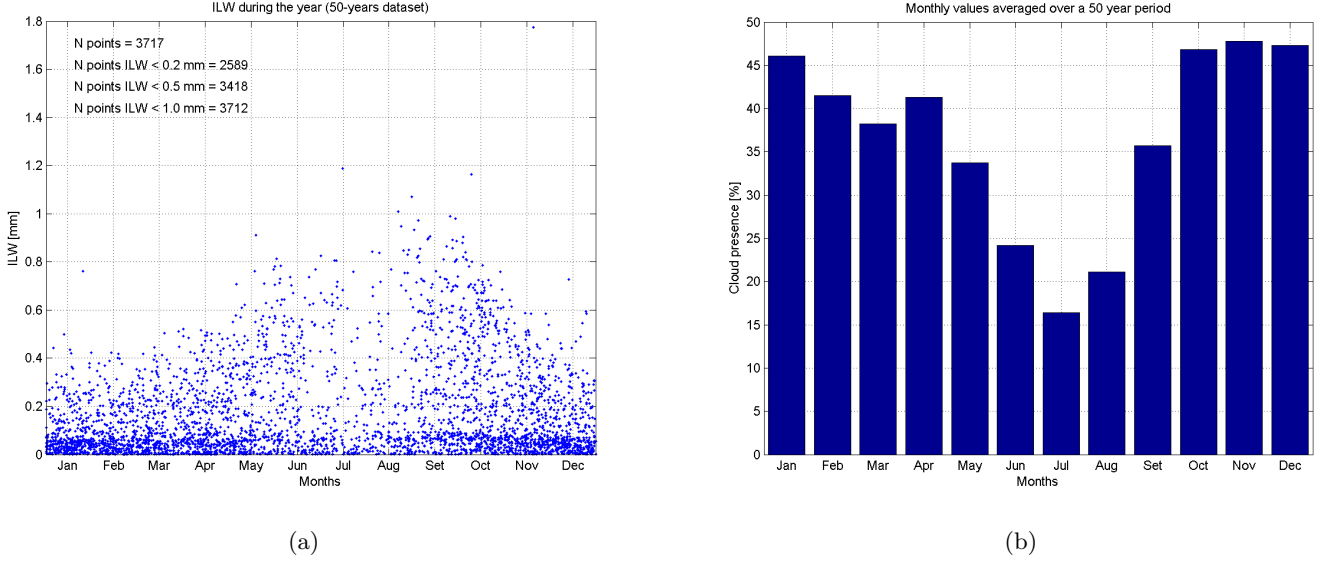 ILW during the year (50-years dataset)
1.8
1.6
1.4
1.2
1
0.8
0.6
0.4
0.2
0
ILW [mm]
N points = 3717
N points ILW < 0.2 mm = 2589
N points ILW < 0.5 mm = 3418
N points ILW < 1.0 mm = 3712
Jan Feb Mar Apr May Jun Jul Aug Set Oct Nov Dec
Months
(a)
Monthly values averaged over a 50 year period
50
45
40
35
30
25
20
15
10
5
0
Cloud presence [%]
Jan Feb Mar Apr May Jun Jul Aug Set Oct Nov Dec
Months
(b)